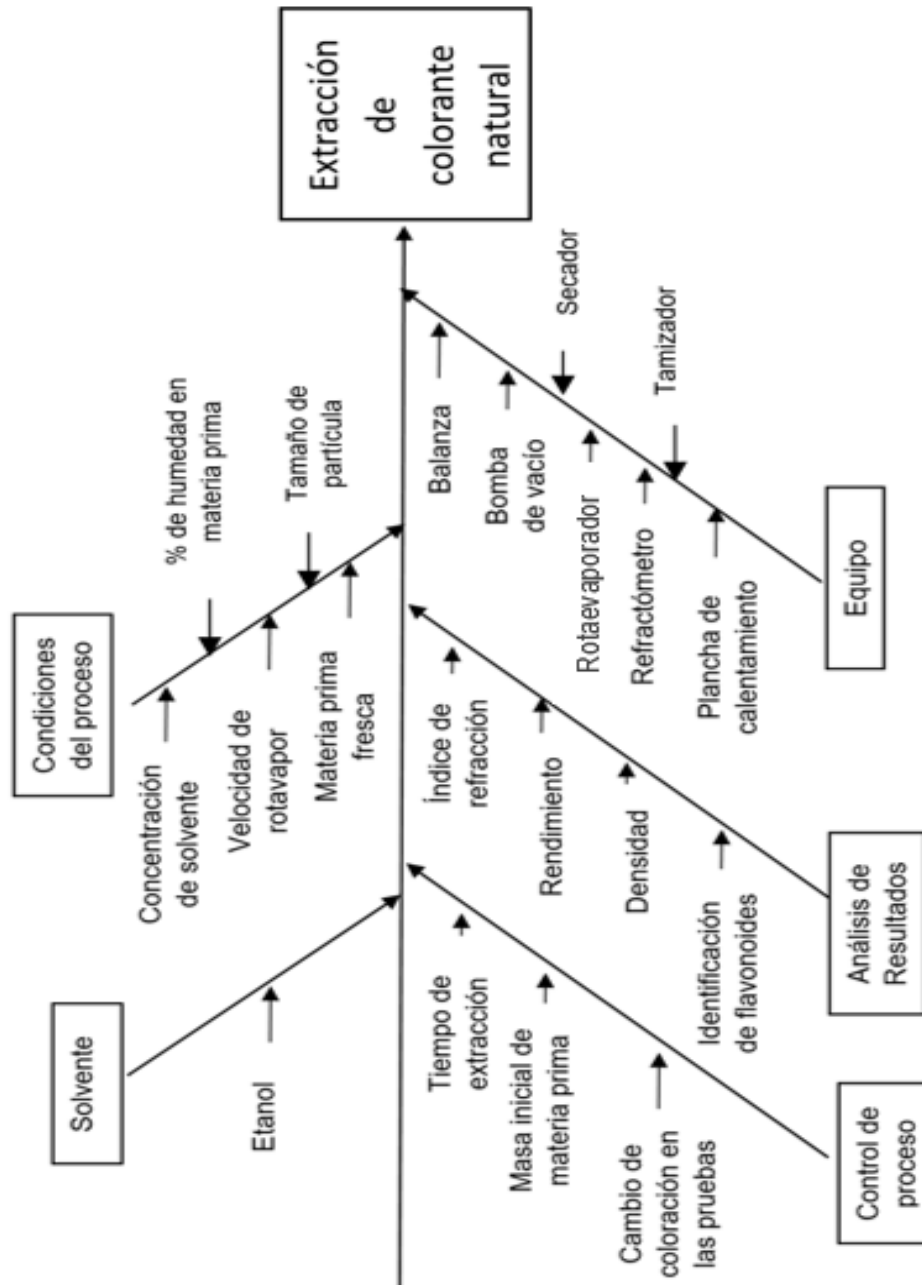 Solvente
Etanol
Condiciones
del proceso
Concentración
de solvente
% de humedad en
materia prima
Velocidad de
rotavapor
Tamaño de
partícula
Materia prima
fresca
Extracción
de
colorante
natural
Tiempo de
extracción
Masa inicial de
materia prima
Cambio de
coloración en
las pruebas
Control de
proceso
Índice de
refracción
Rendimiento
Densidad
Identificación
de flavonoides
Análisis de
Resultados
Balanza
Bomba
de vacío
Secador
Rotaevaporador
Refractómetro
Tamizador
Plancha de
calentamiento
Equipo